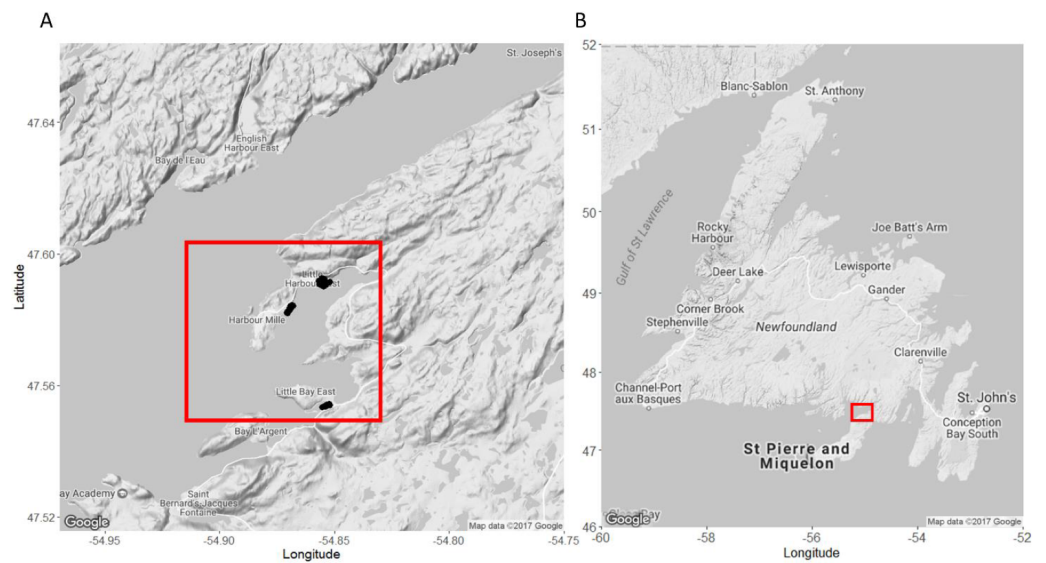 A
St. Joseph's
47.64
English
Harbour East
Bay de l'Eau
47.60
Little
Harbour East
Harbour Mille
Latitude
47.56
Little Bay East
Bay L'Argent
Saint
Bernard's-Jacques
Fontaine
ay Academy
47.52
Google
Map data ©2017 Google
-54.95
-54.90
-54.85
-54.80
-54.75
Longitude
B
52
Blanc-Sablon
St. Anthony
51
Gulf of St Lawrence
50
Rocky
Harbour
Joe Batt's Arm
Deer Lake
Lewisporte
49
Gander
Corner Brook
Stephenville
Newfoundland
Clarenville
48
Channel-Port
aux Basques
St. John's
Conception
Bay South
47
St Pierre and
Miquelon
46
Google
Map data ©2017 Google
-60
-58
-56
-54
-52
Longitude